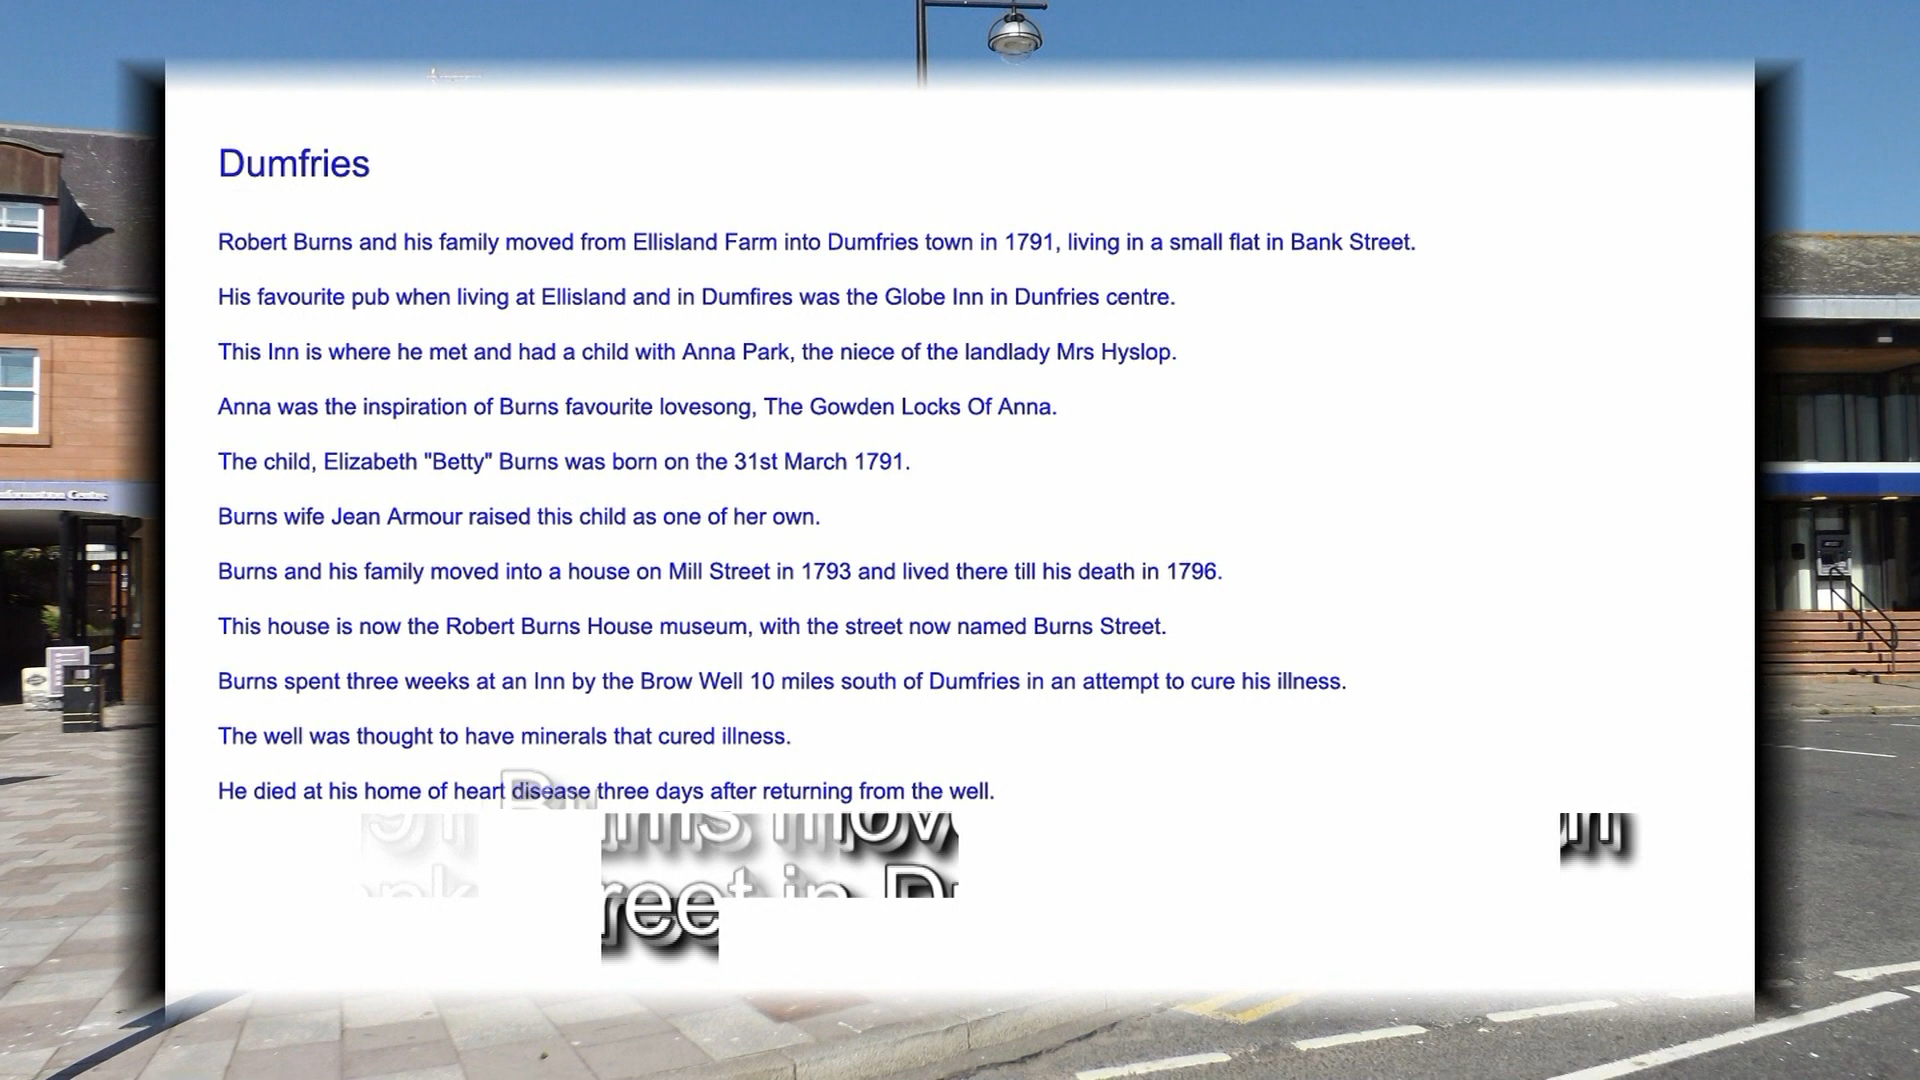 Dumfries
Robert Burns and his family moved from Ellisland Farm into Dumfries town in 1791, living in a small flat in Bank Street.
His favourite pub when living at Ellisland and in Dumfires was the Globe Inn in Dunfries centre.
This Inn is where he met and had a child with Anna Park, the niece of the landlady Mrs Hyslop.
Anna was the inspiration of Burns favourite lovesong, The Gowden Locks Of Anna.
The child, Elizabeth "Betty" Burns was born on the 31st March 1791.
Burns wife Jean Armour raised this child as one of her own.
Burns and his family moved into a house on Mill Street in 1793 and lived there till his death in 1796.
This house is now the Robert Burns House museum, with the street now named Burns Street.
Burns spent three weeks at an Inn by the Brow Well 10 miles south of Dumfries in an attempt to cure his illness.
The well was thought to have minerals that cured illness.
He died at his home of heart disease three days after returning from the well.
Centre